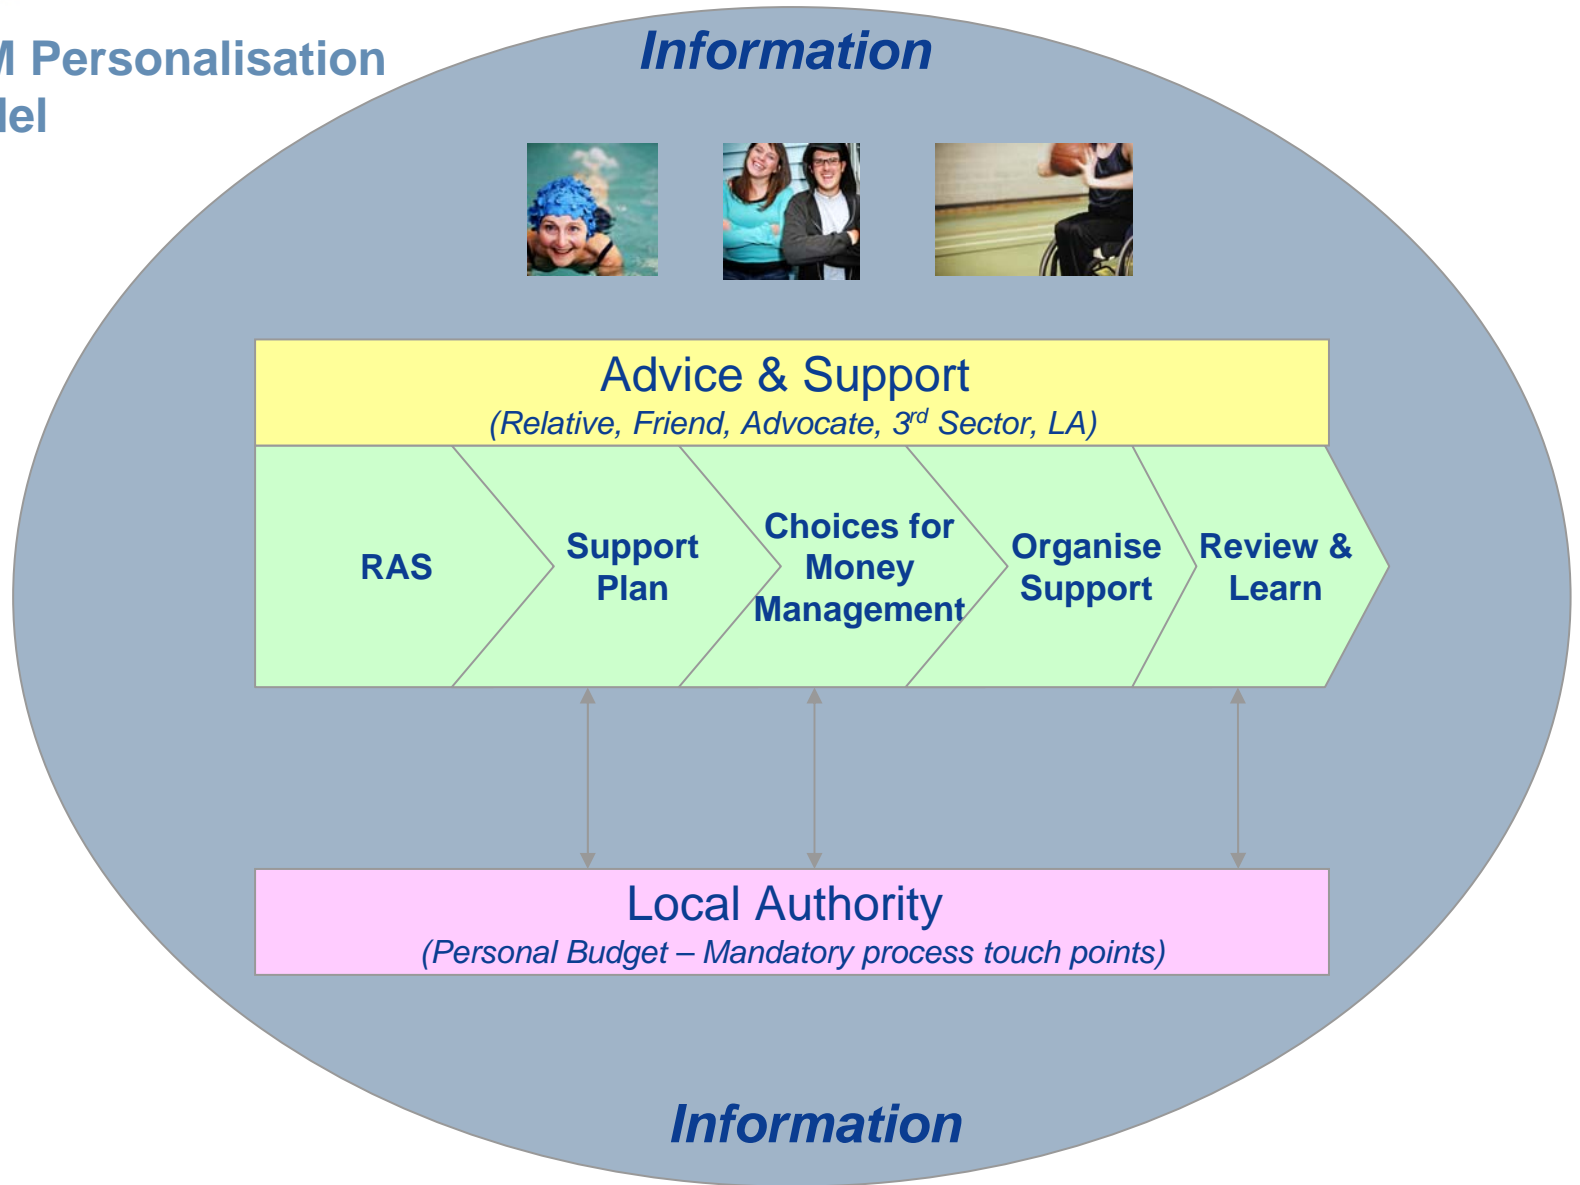 M Personalisation
del
Information
Advice & Support
(Relative, Friend, Advocate, 3rd Sector, LA)
RAS
Support
Plan
Choices for
Money
Management
Organise
Support
Review &
Learn
Local Authority
(Personal Budget – Mandatory process touch points)
Information